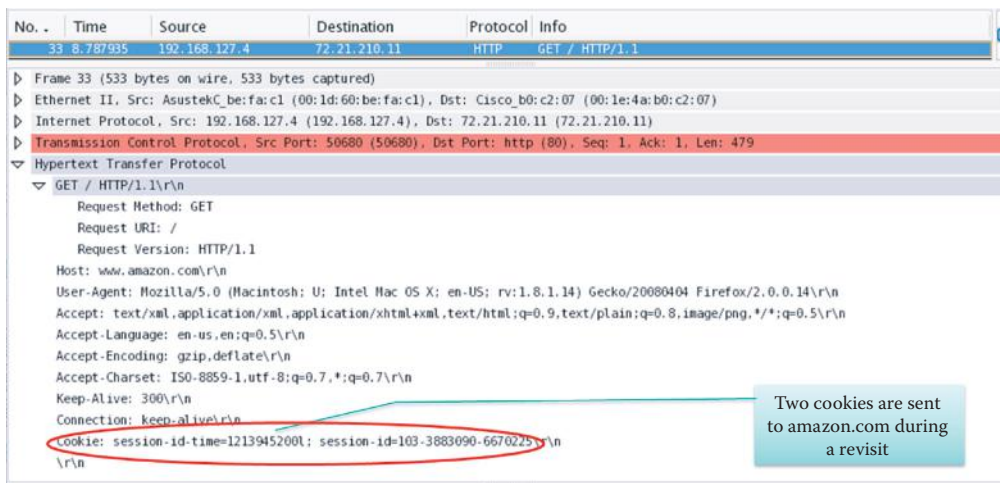 No. . Time Source Destination Protocol Info
33 8.787935 192.168.127.4 72.21.210.11 HTTP GET / HTTP/1.1
Frame 33 (533 bytes on wire, 533 bytes captured)
Ethernet II, Src: AsustekC_be:fa:c1 (00:1d:60:be:fa:c1), Dst: Cisco_b0:c2:07 (00:1e:4a:b0:c2:07)
Internet Protocol, Src: 192.168.127.4 (192.168.127.4), Dst: 72.21.210.11 (72.21.210.11)
Transmission Control Protocol, Src Port: 50680 (50680), Dst Port: http (80), Seq: 1, Ack: 1, Len: 479
Hypertext Transfer Protocol
GET / HTTP/1.1\r\n
Request Method: GET
Request URI: /
Request Version: HTTP/1.1
Host: www.amazon.com\r\n
User-Agent: Mozilla/5.0 (Macintosh; U; Intel Mac OS X; en-US; rv:1.8.1.14) Gecko/20080404 Firefox/2.0.0.14\r\n
Accept: text/xml,application/xml,application/xhtml+xml,text/html;q=0.9,text/plain;q=0.8,image/png,*/*;q=0.5\r\n
Accept-Language: en-us,en;q=0.5\r\n
Accept-Encoding: gzip,deflate\r\n
Accept-Charset: ISO-8859-1,utf-8;q=0.7,*;q=0.7\r\n
Keep-Alive: 300\r\n
Connection: keep-alive\r\n
Cookie: session-id-time=1213945200l; session-id=103-3883090-6670225\r\n
\r\n
Two cookies are sent
to amazon.com during
a revisit